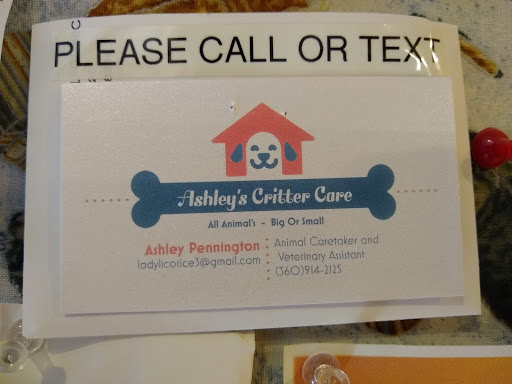 PLEASE CALL OR TEXT
Ashley's Critter Care
All Animal's - Big Or Small
Ashley Pennington
ladylicorice3@gmail.com
Animal Caretaker and
Veterinary Assistant
(360)914-2125